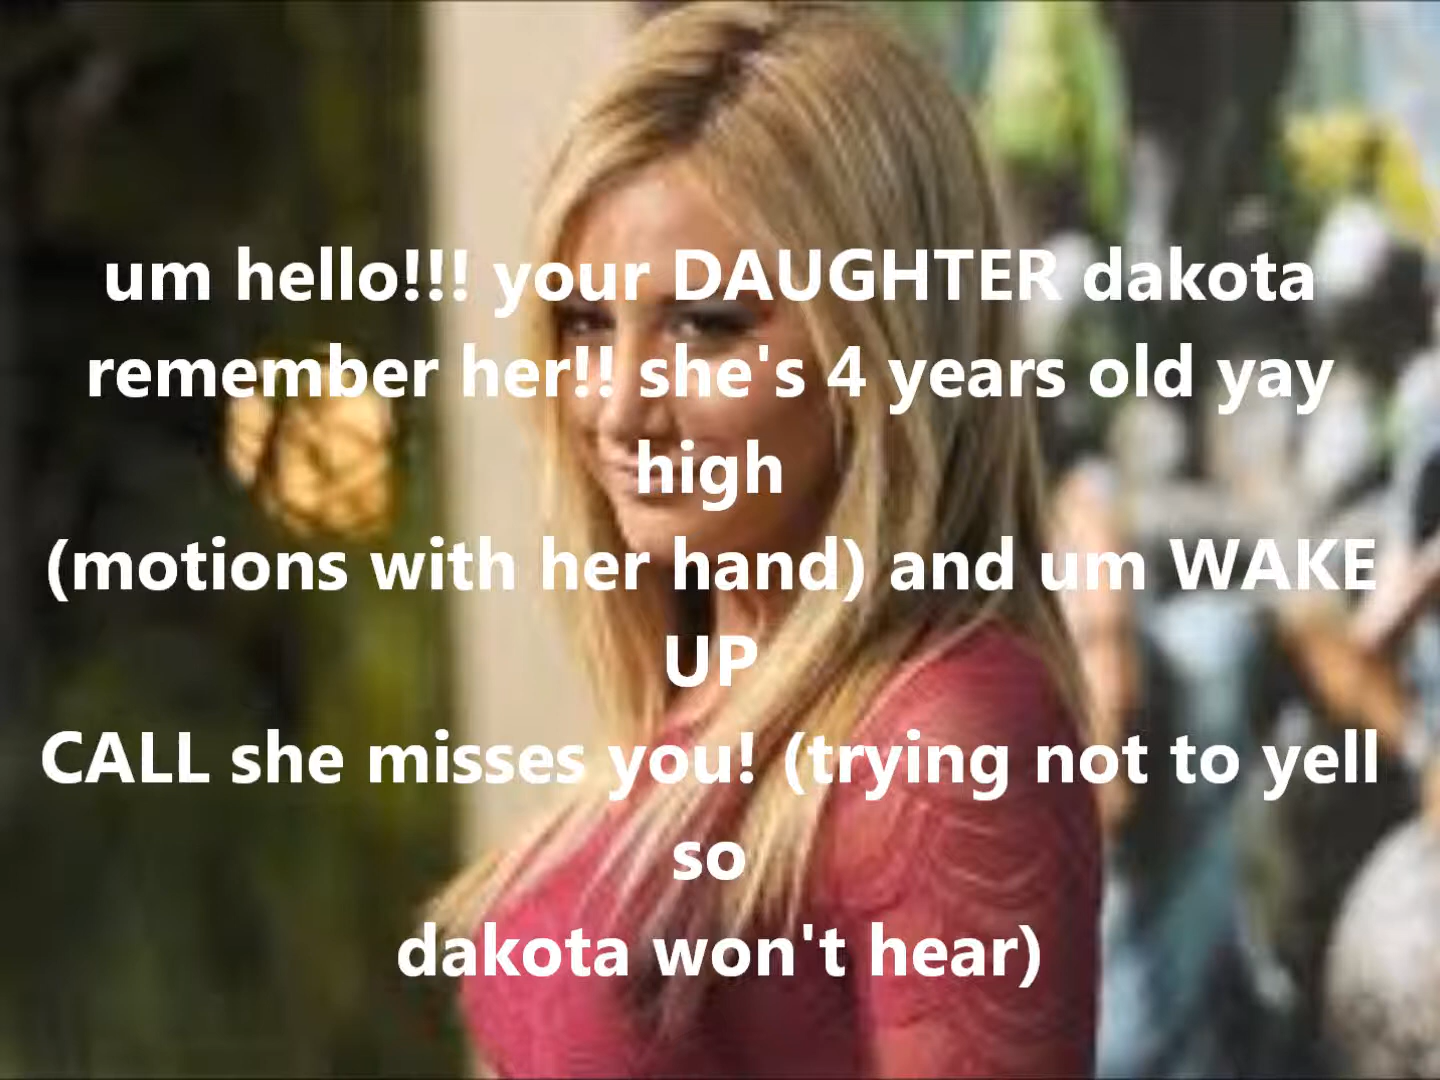 um hello!!! your DAUGHTER dakota
remember her!! she's 4 years old yay
high
(motions with her hand) and um WAKE
UP
CALL she misses you! (trying not to yell
so
dakota won't hear)